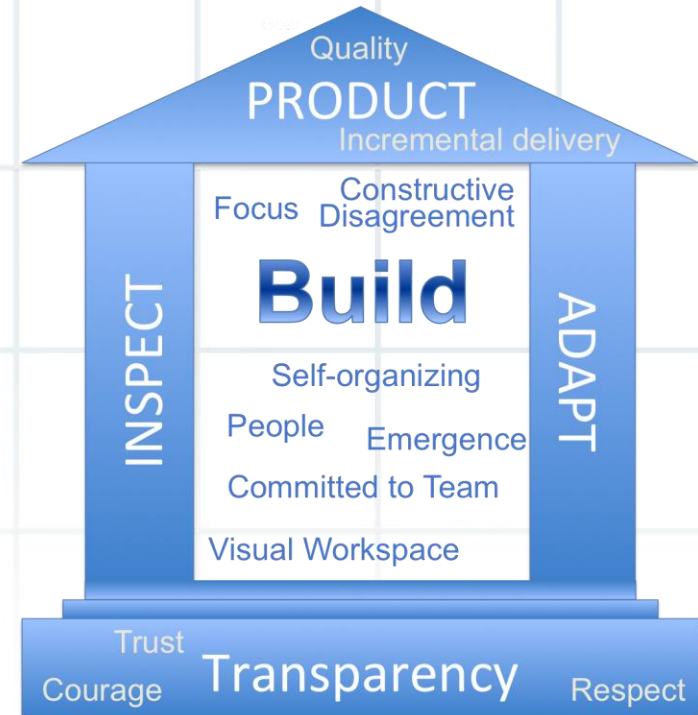 Quality
PRODUCT
Incremental delivery
INSPECT
Focus
Constructive
Disagreement
Build
Self-organizing
People
Emergence
Committed to Team
Visual Workspace
ADAPT
Trust
Transparency
Courage
Respect